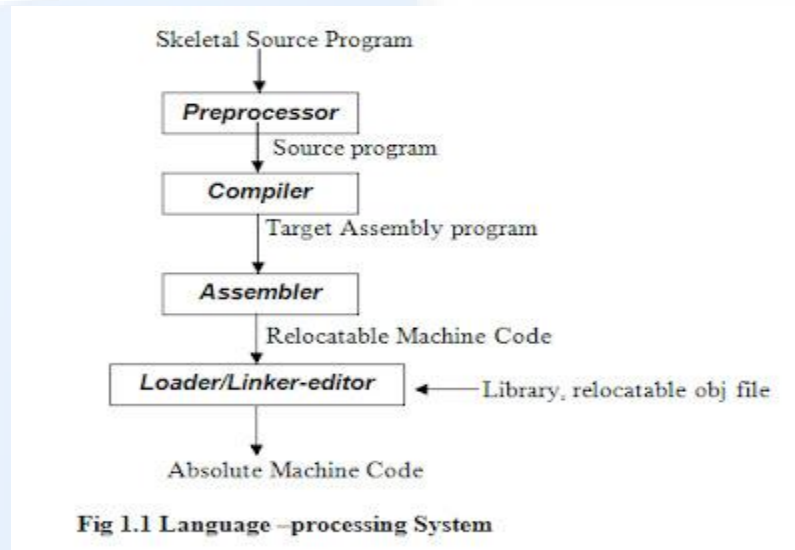 Skeletal Source Program
Preprocessor
Source program
Compiler
Target Assembly program
Assembler
Relocatable Machine Code
Loader/Linker-editor
Library, relocatable obj file
Absolute Machine Code
Fig 1.1 Language –processing System